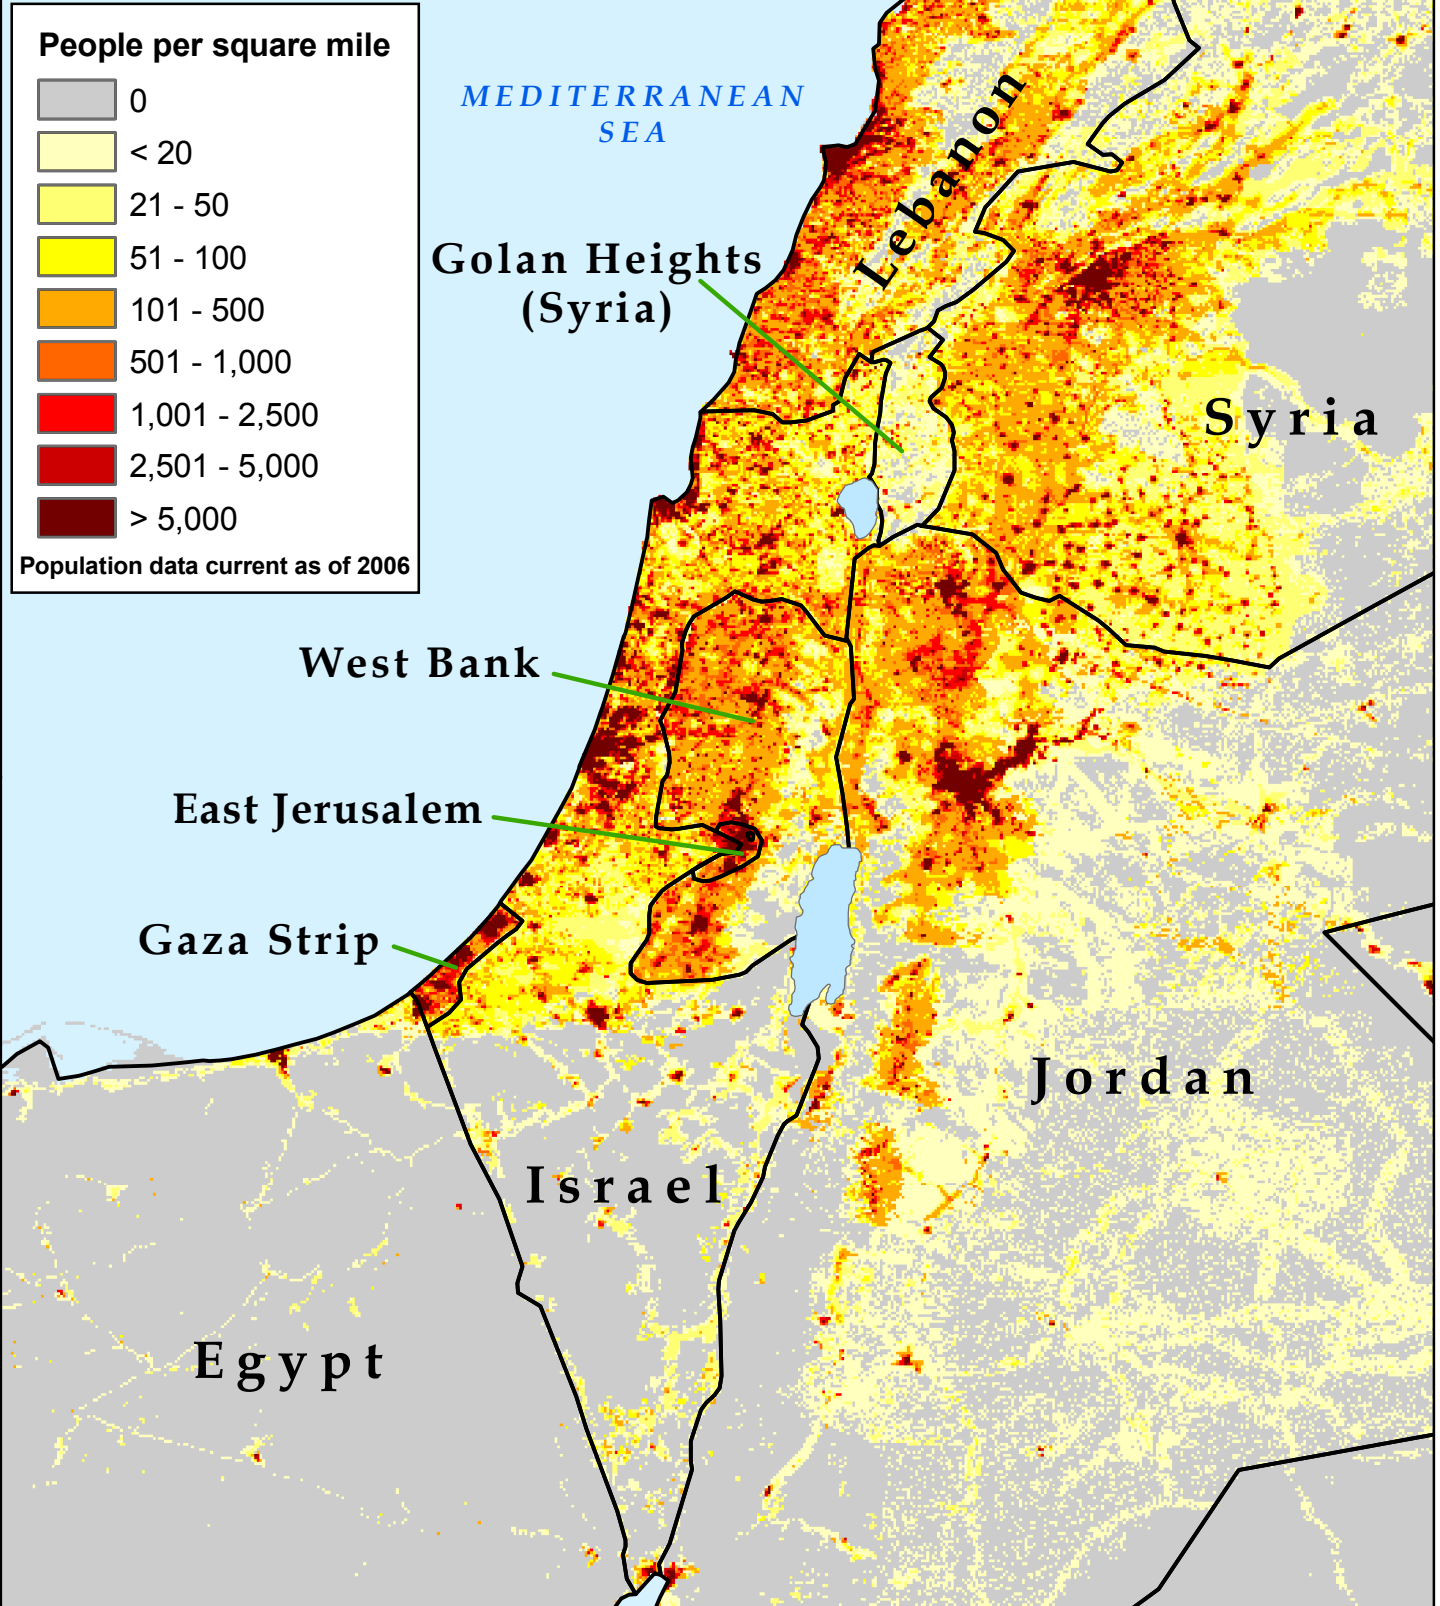 People per square mile
0
< 20
21 - 50
51 - 100
101 - 500
501 - 1,000
1,001 - 2,500
2,501 - 5,000
> 5,000
Population data current as of 2006
MEDITERRANEAN
SEA
Lebanon
Golan Heights
(Syria)
Syria
West Bank
East Jerusalem
Gaza Strip
Jordan
Israel
Egypt